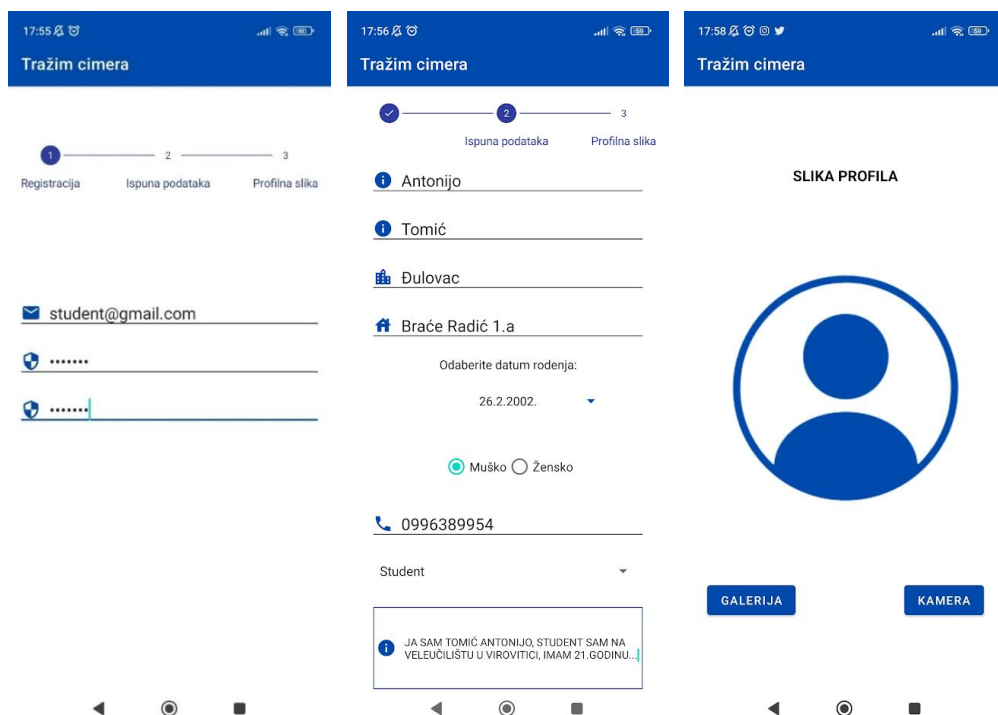 17:55
60
Tražim cimera
1
2
3
Registracija
Ispuna podataka
Profilna slika
student@gmail.com
•••••••
•••••••
17:56
59
Tražim cimera
2
3
Ispuna podataka
Profilna slika
Antonijo
Tomić
Đulovac
Braće Radić 1.a
Odaberite datum rođenja:
26.2.2002.
Muško
Žensko
0996389954
Student
JA SAM TOMIĆ ANTONIJO, STUDENT SAM NA
VELEUČILIŠTU U VIROVITICI, IMAM 21.GODINU...
17:58
59
Tražim cimera
SLIKA PROFILA
GALERIJA
KAMERA